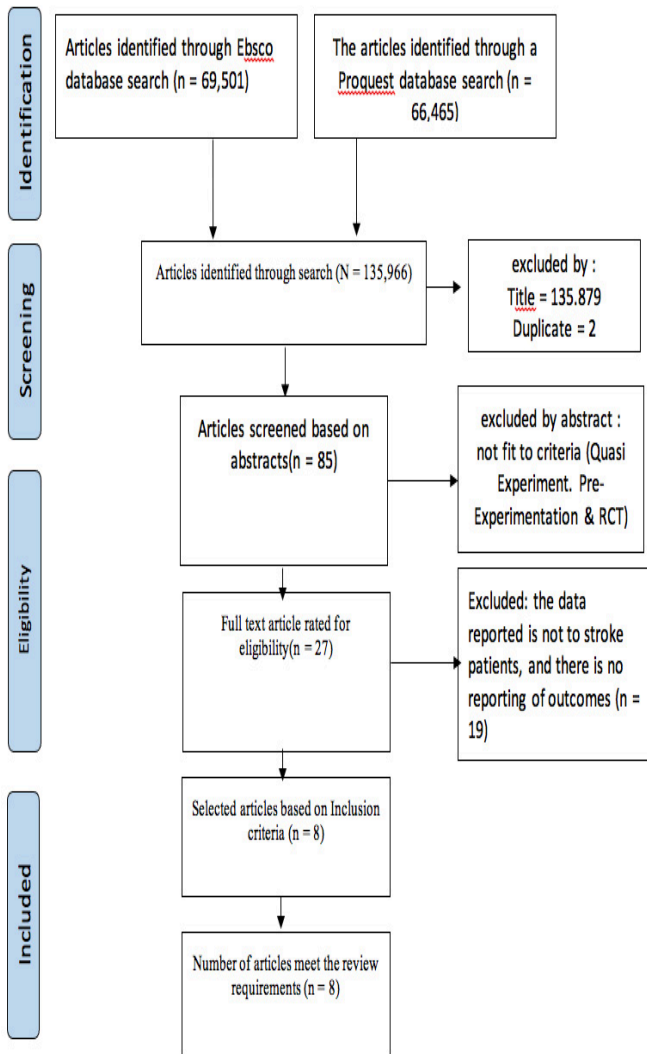 Identification
Articles identified through Ebsco
database search (n = 69,501)
The articles identified through a
Proquest database search (n =
66,465)
Screening
Articles identified through search (N = 135,966)
excluded by :
Title = 135.879
Duplicate = 2
Articles screened based on
abstracts(n = 85)
excluded by abstract :
not fit to criteria (Quasi
Experiment. Pre-
Experimentation & RCT)
Eligibility
Full text article rated for
eligibility(n = 27)
Excluded: the data
reported is not to stroke
patients, and there is no
reporting of outcomes (n =
19)
Included
Selected articles based on Inclusion
criteria (n = 8)
Number of articles meet the review
requirements (n = 8)